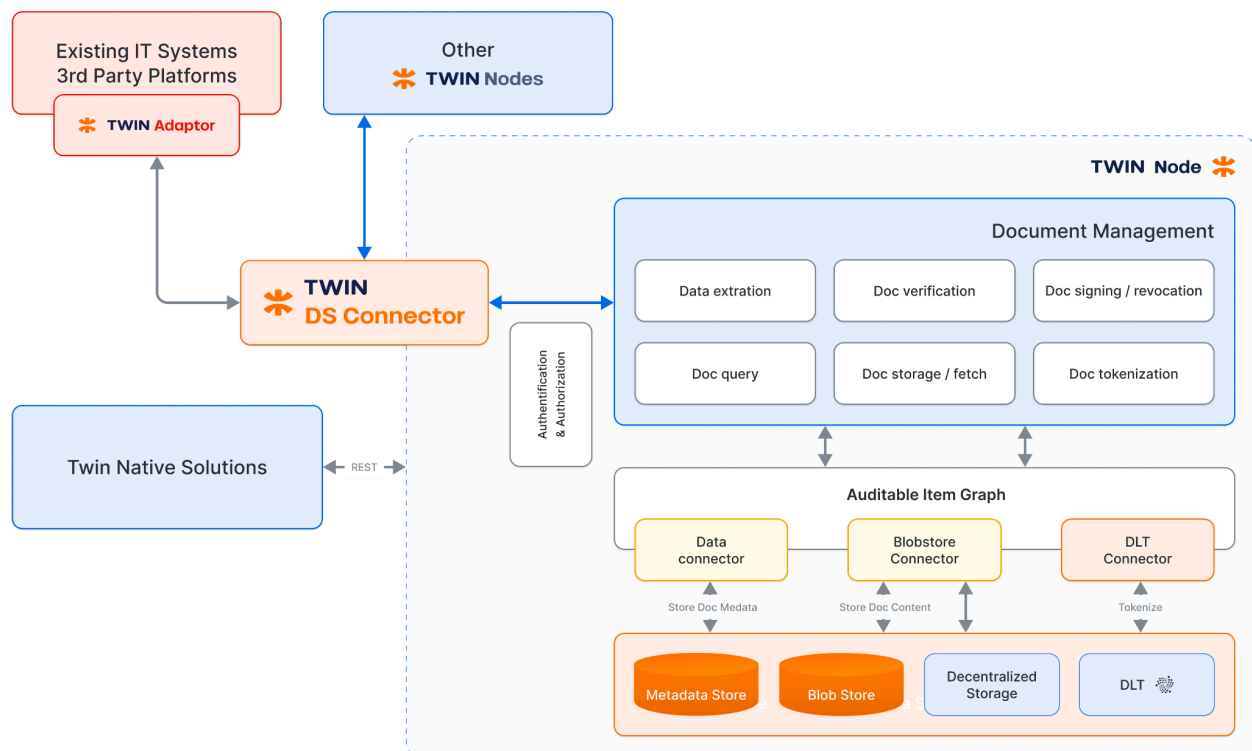 Existing IT Systems
3rd Party Platforms
TWIN Adaptor
Other
TWIN Nodes
TWIN Node
TWIN
DS Connector
Authentification
& Authorization
Twin Native Solutions
REST
Document Management
Data extration
Doc verification
Doc signing / revocation
Doc query
Doc storage / fetch
Doc tokenization
Auditable Item Graph
Data
connector
Blobstore
Connector
DLT
Connector
Store Doc Medata
Store Doc Content
Tokenize
Metadata Store
Blob Store
Decentralized
Storage
DLT